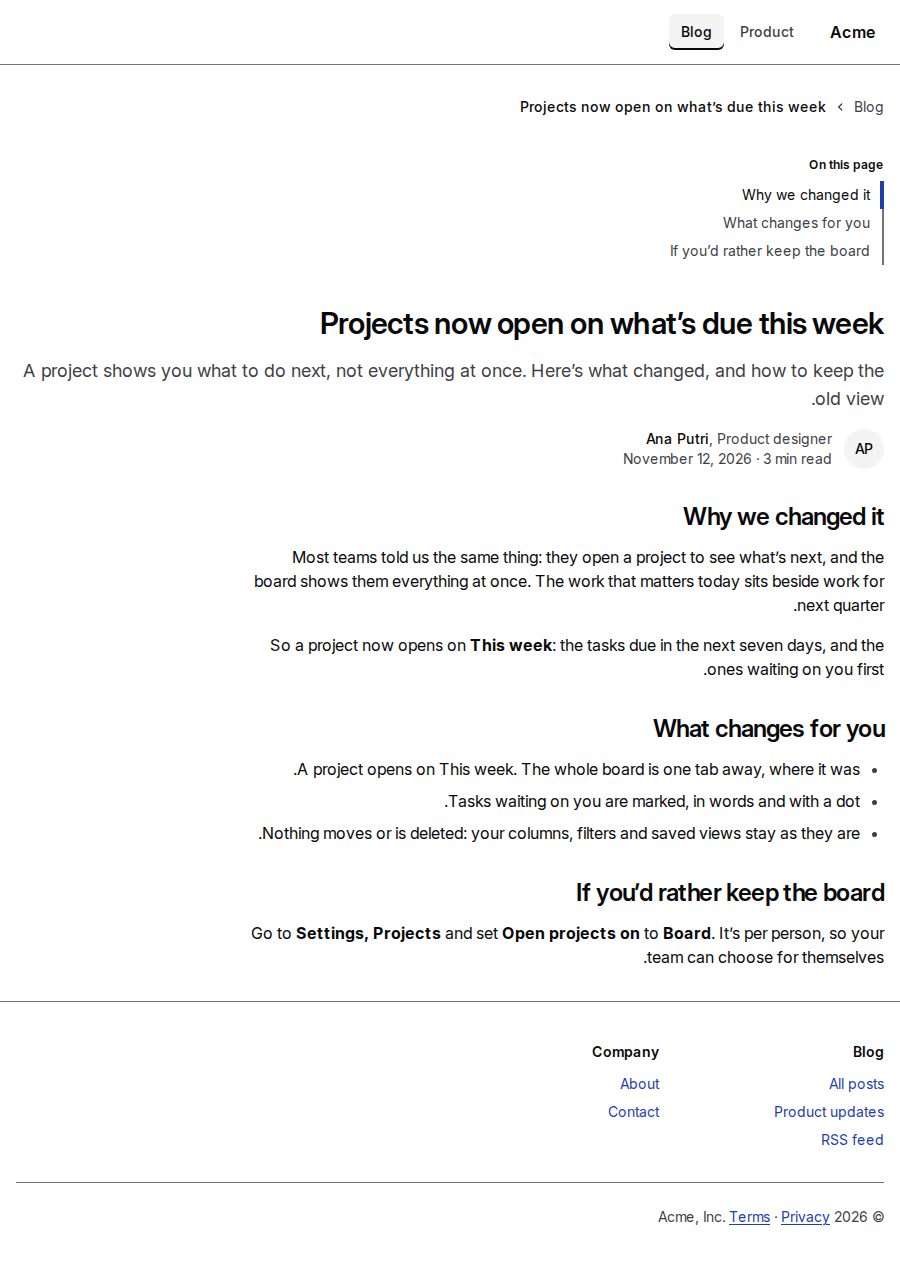 Acme
Product
Blog
Blog › Projects now open on what’s due this week
On this page
Why we changed it
What changes for you
If you’d rather keep the board
Projects now open on what’s due this week
A project shows you what to do next, not everything at once. Here’s what changed, and how to keep the
old view.
AP
Ana Putri, Product designer
November 12, 2026 · 3 min read
Why we changed it
Most teams told us the same thing: they open a project to see what’s next, and the
board shows them everything at once. The work that matters today sits beside work for
next quarter.
So a project now opens on This week: the tasks due in the next seven days, and the
ones waiting on you first.
What changes for you
• A project opens on This week. The whole board is one tab away, where it was.
• Tasks waiting on you are marked, in words and with a dot.
• Nothing moves or is deleted: your columns, filters and saved views stay as they are.
If you’d rather keep the board
Go to Settings, Projects and set Open projects on to Board. It’s per person, so your
team can choose for themselves.
Blog
All posts
Product updates
RSS feed
Company
About
Contact
© 2026 Acme, Inc. Terms · Privacy